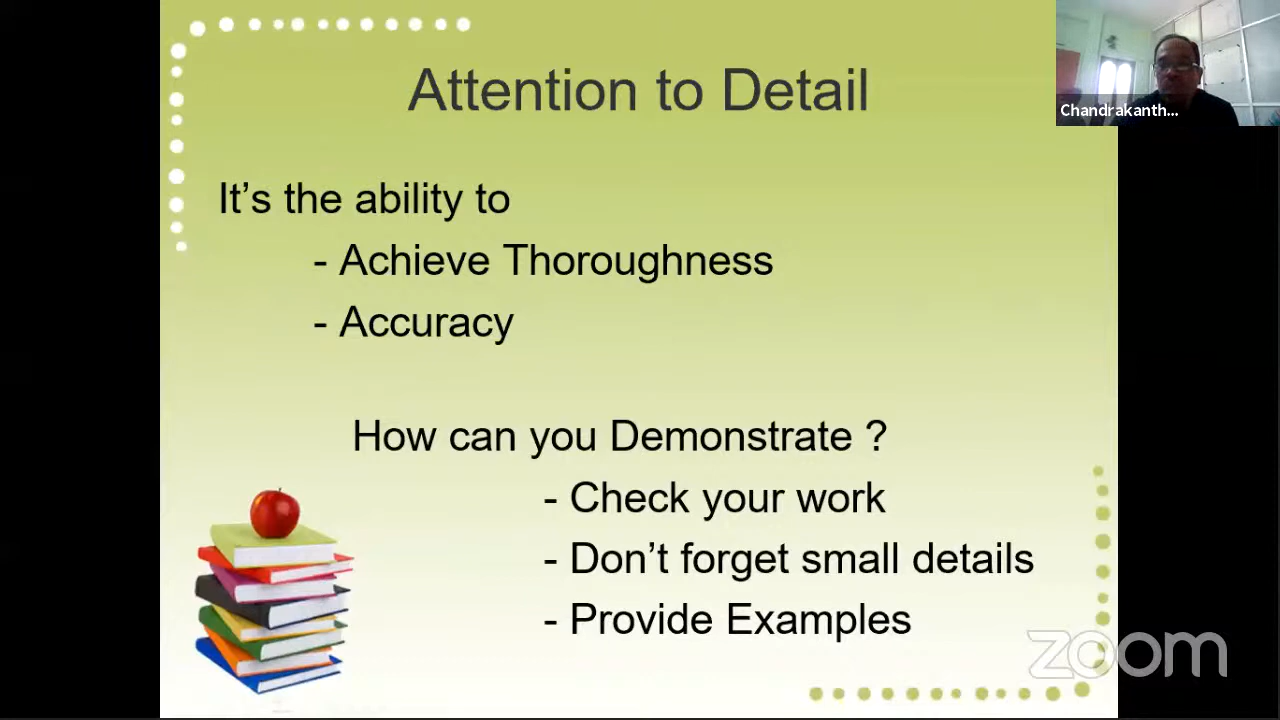 Attention to Detail
Chandrakanth...
It’s the ability to
- Achieve Thoroughness
- Accuracy
How can you Demonstrate ?
- Check your work
- Don’t forget small details
- Provide Examples
zoom